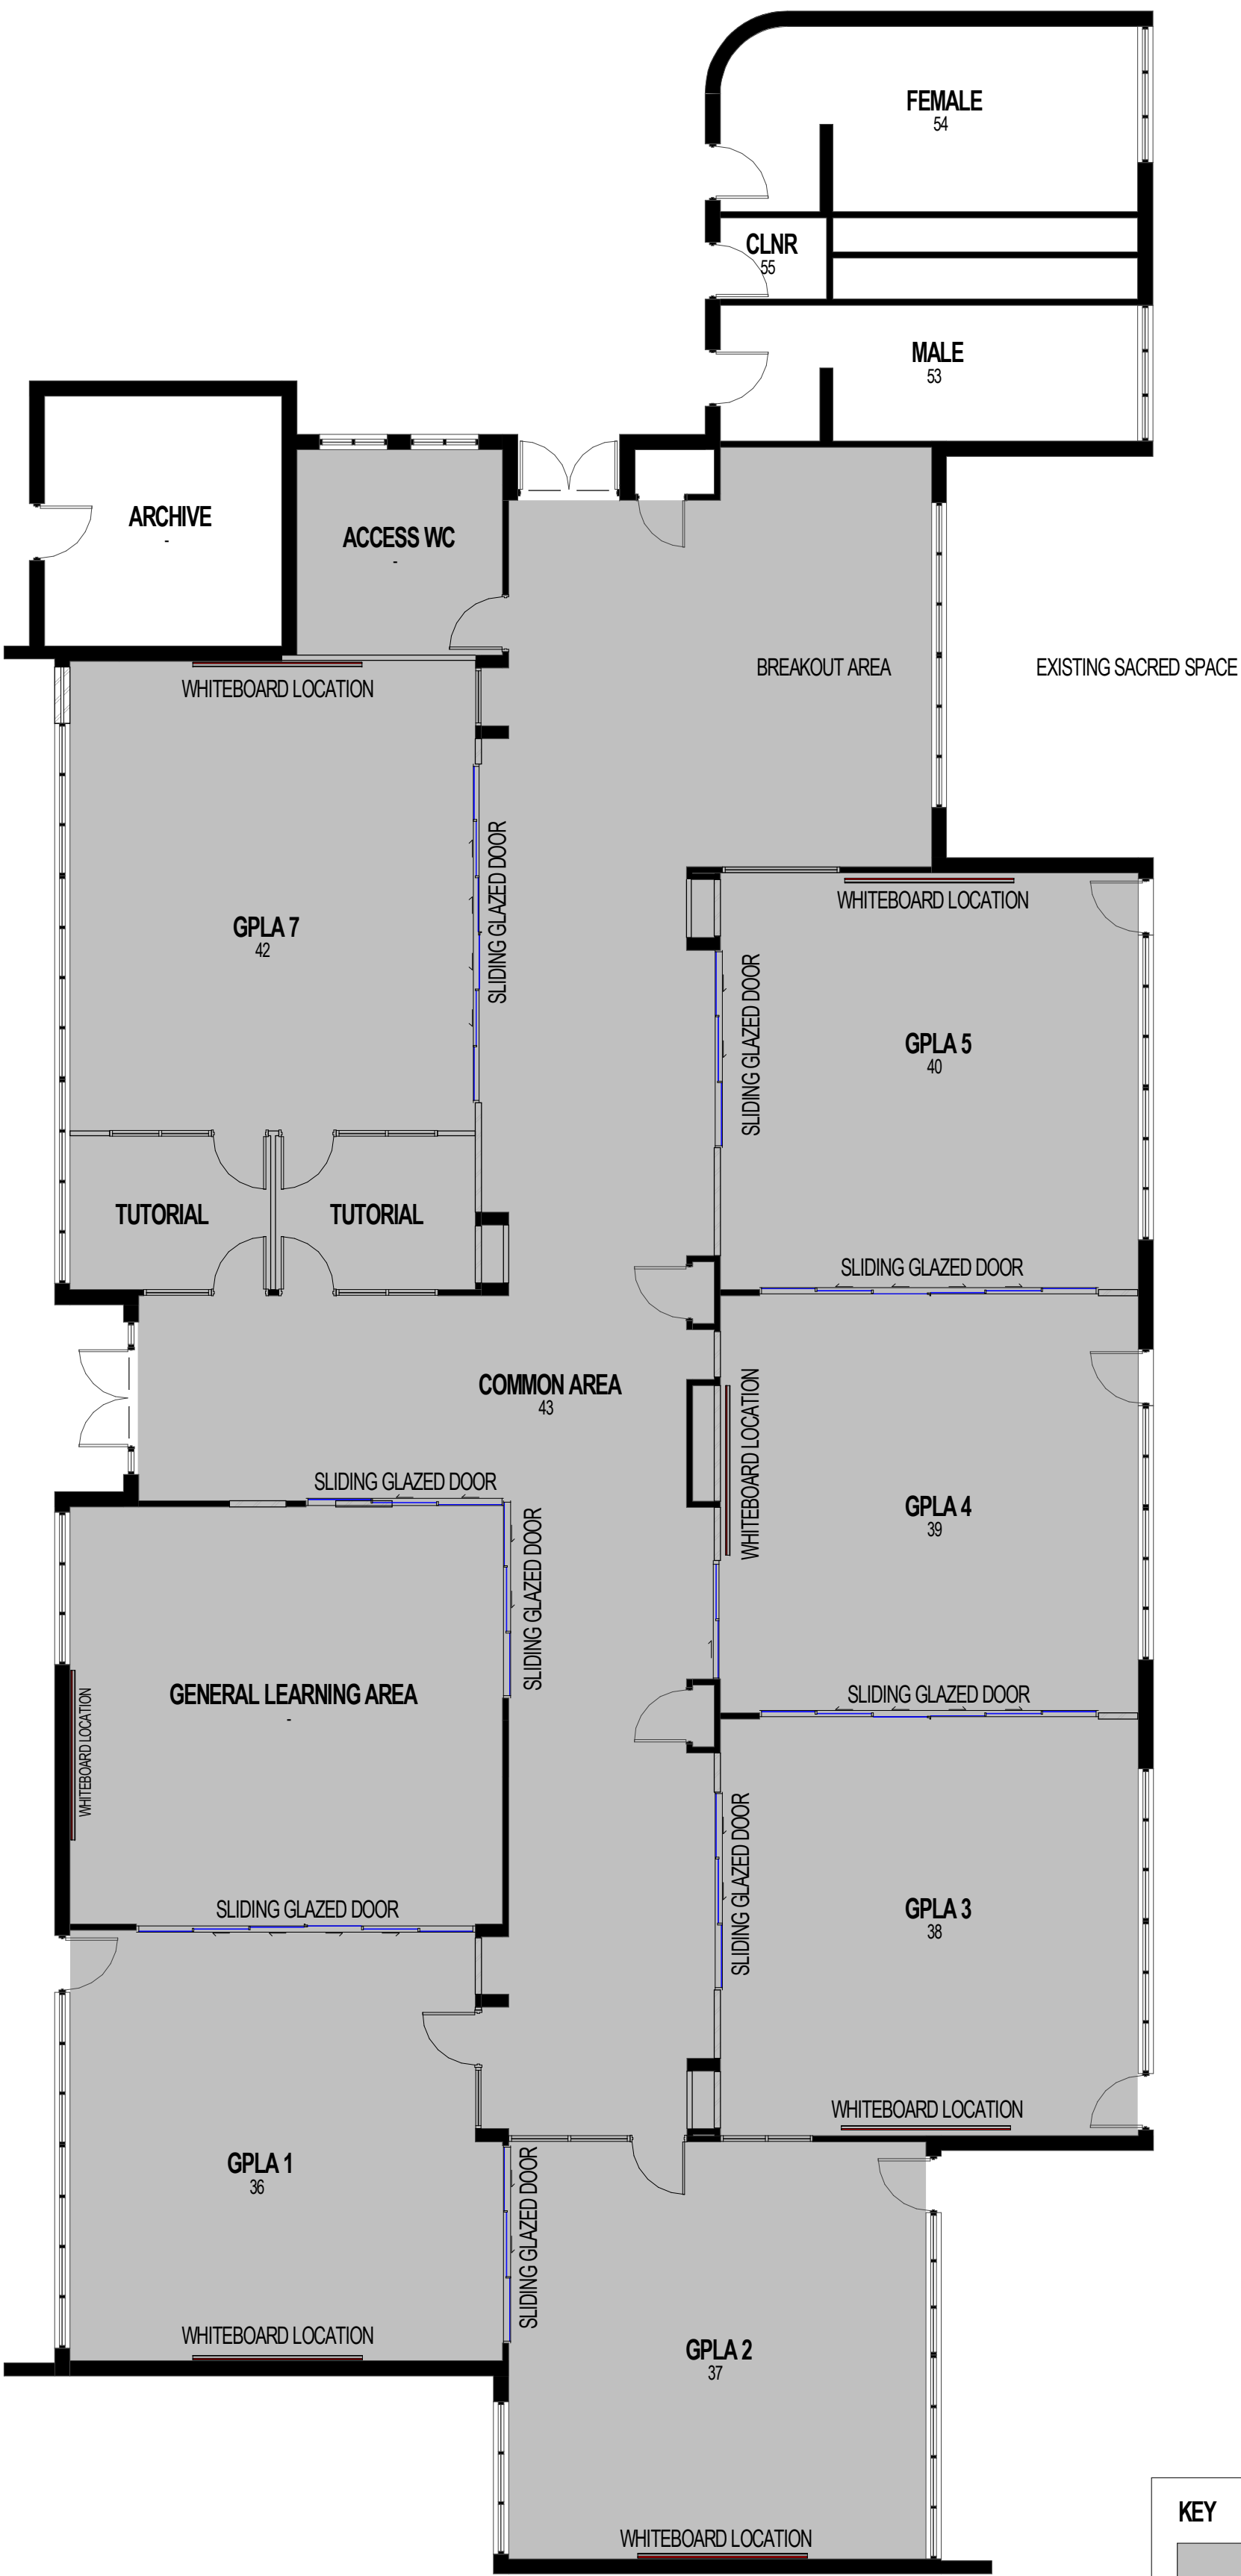 FEMALE
54
CLNR
55
MALE
53
ARCHIVE
-
ACCESS WC
-
BREAKOUT AREA
EXISTING SACRED SPACE
WHITEBOARD LOCATION
SLIDING GLAZED DOOR
GPLA 7
42
WHITEBOARD LOCATION
SLIDING GLAZED DOOR
GPLA 5
40
TUTORIAL
TUTORIAL
SLIDING GLAZED DOOR
COMMON AREA
43
WHITEBOARD LOCATION
SLIDING GLAZED DOOR
SLIDING GLAZED DOOR
GPLA 4
39
GENERAL LEARNING AREA
-
WHITEBOARD LOCATION
SLIDING GLAZED DOOR
SLIDING GLAZED DOOR
SLIDING GLAZED DOOR
GPLA 3
38
WHITEBOARD LOCATION
GPLA 1
36
SLIDING GLAZED DOOR
WHITEBOARD LOCATION
GPLA 2
37
WHITEBOARD LOCATION
KEY